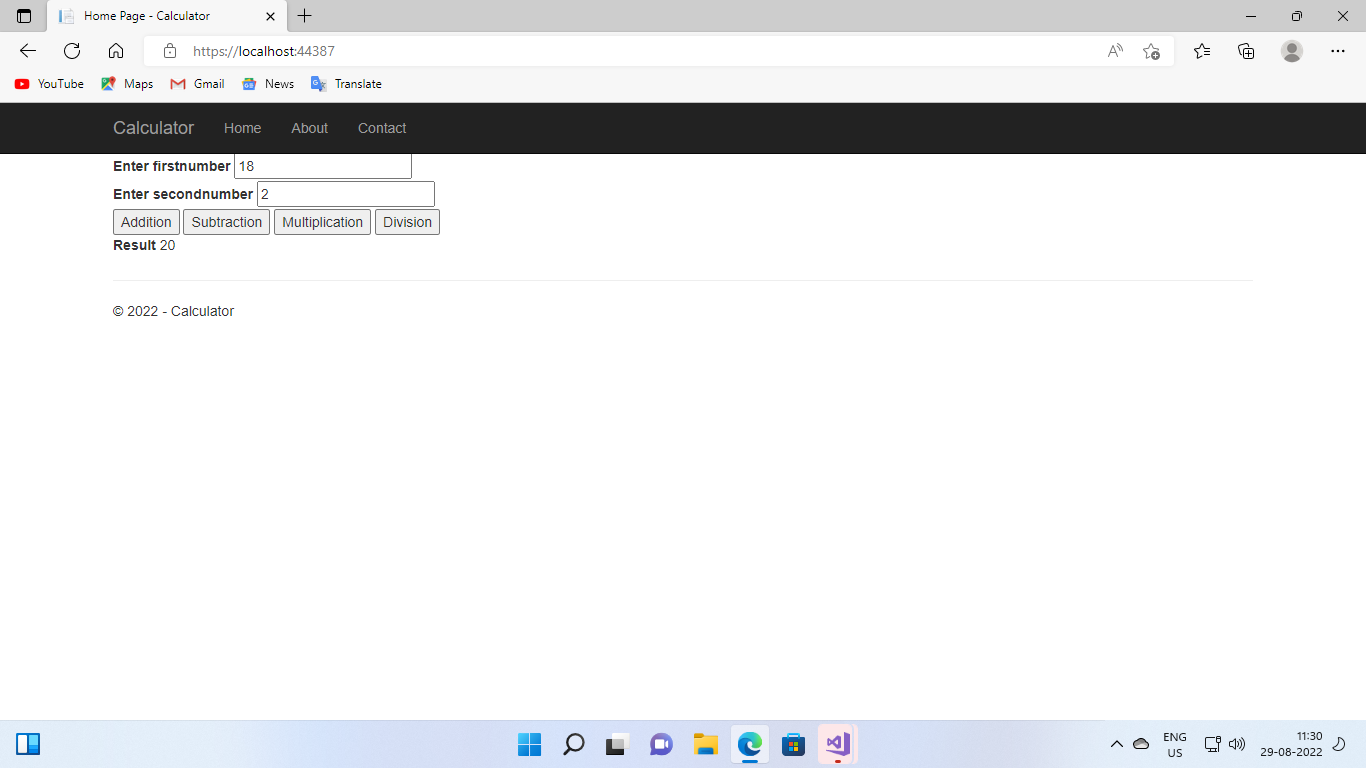 Home Page - Calculator
https://localhost:44387
YouTube Maps Gmail News Translate
Calculator Home About Contact
Enter firstnumber 18
Enter secondnumber 2
Addition Subtraction Multiplication Division
Result 20
© 2022 - Calculator
ENG 11:30
US 29-08-2022